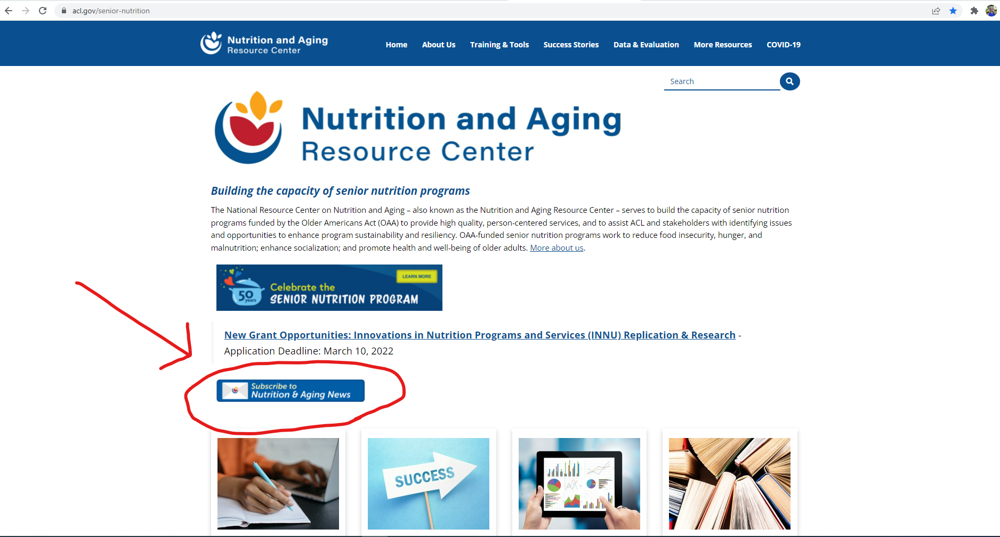 acl.gov/senior-nutrition
Nutrition and Aging
Resource Center
Home About Us Training & Tools Success Stories Data & Evaluation More Resources COVID-19
Search
Nutrition and Aging
Resource Center
Building the capacity of senior nutrition programs
The National Resource Center on Nutrition and Aging – also known as the Nutrition and Aging Resource Center – serves to build the capacity of senior nutrition
programs funded by the Older Americans Act (OAA) to provide high quality, person-centered services, and to assist ACL and stakeholders with identifying issues
and opportunities to enhance program sustainability and resiliency. OAA-funded senior nutrition programs work to reduce food insecurity, hunger, and
malnutrition; enhance socialization; and promote health and well-being of older adults. More about us.
LEARN MORE
50 years
Celebrate the
SENIOR NUTRITION PROGRAM
New Grant Opportunities: Innovations in Nutrition Programs and Services (INNU) Replication & Research -
Application Deadline: March 10, 2022
Subscribe to
Nutrition & Aging News
SUCCESS